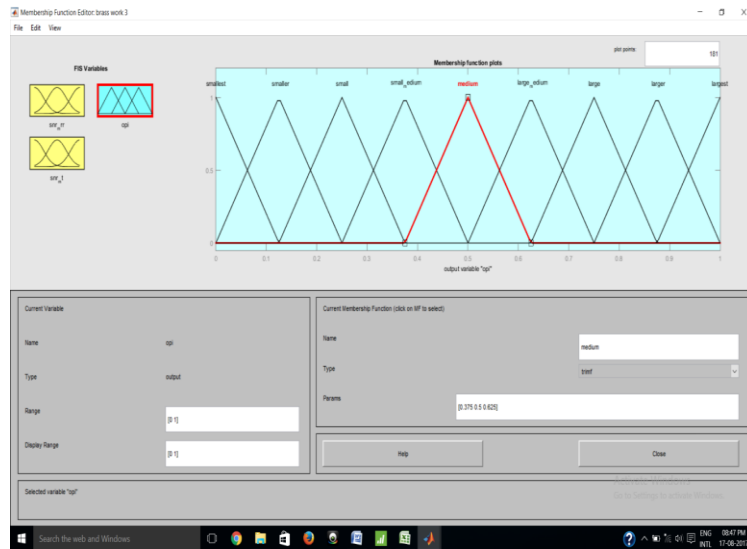 Membership Function Editor: brass work 3
File Edit View
FIS Variables
opi
plot points: 181
Membership function plots
smallest smaller small small_medium medium large_medium large larger largest
1
0.5
0
0 0.1 0.2 0.3 0.4 0.5 0.6 0.7 0.8 0.9 1
output variable "opi"
Current Variable
Name opi
Type output
Range [0 1]
Display Range [0 1]
Current Membership Function (click on MF to select)
Name medium
Type trimf
Params [0.375 0.5 0.625]
Help Close
Selected variable "opi"
Activate Windows
Go to Settings to activate Windows.
Search the web and Windows
ENG 08:47 PM
INTL 17-08-201